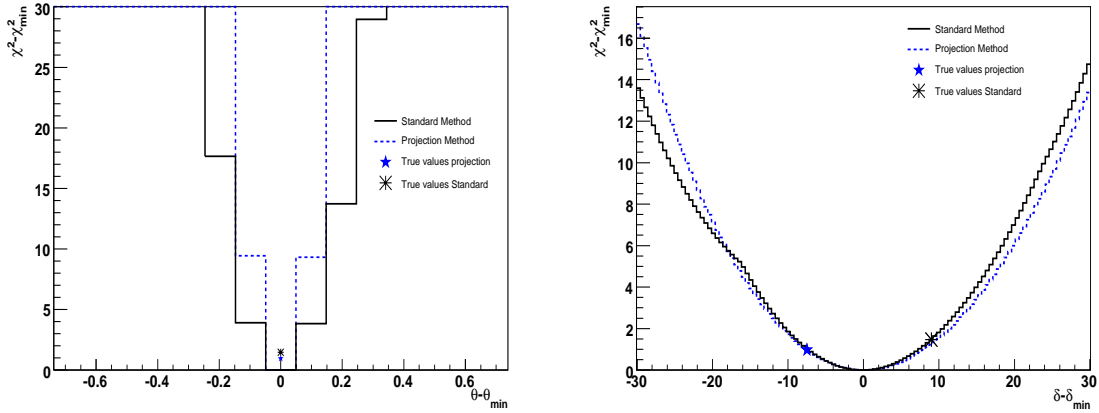 χ²-χ²min
30
25
20
15
10
5
0
-0.6 -0.4 -0.2 0 0.2 0.4 0.6
θ-θmin
Standard Method
Projection Method
True values projection
True values Standard
χ²-χ²min
16
14
12
10
8
6
4
2
0
-30 -20 -10 0 10 20 30
δ-δmin
Standard Method
Projection Method
True values projection
True values Standard